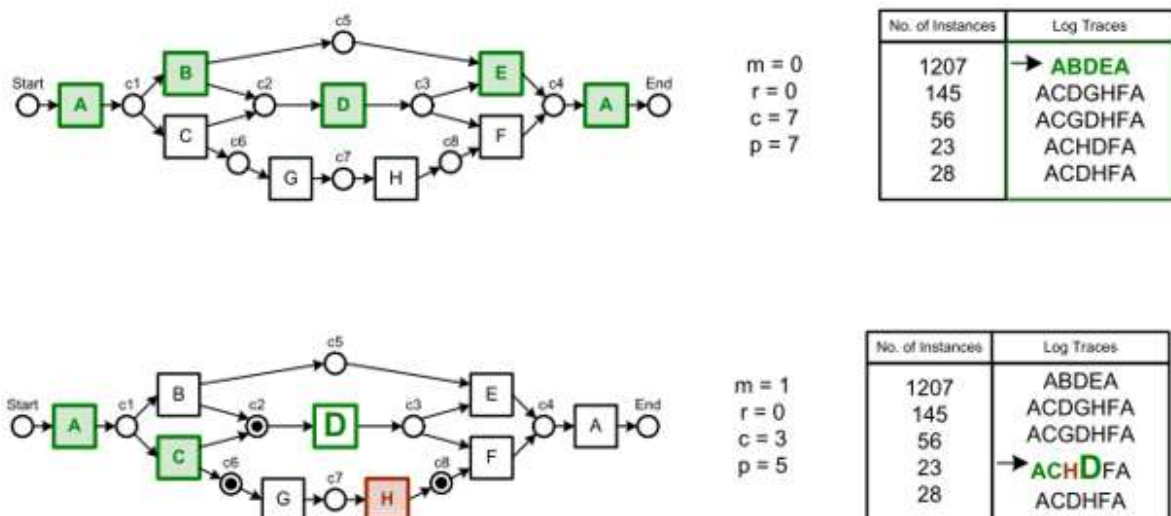 No. of Instances Log Traces
c5
B E
m = 0
1207 ABDEA
Start c1 c2 c3 c4 End
r = 0
145 ACDGHFA
A D A
c = 7
56 ACGDHFA
C c6 c7 c8 F
p = 7
23 ACHDFA
G H
28 ACDHFA
No. of Instances Log Traces
c5
B E
m = 1
1207 ABDEA
Start c1 c2 c3 c4 End
r = 0
145 ACDGHFA
A D A
c = 3
56 ACGDHFA
C c6 c7 c8 F
p = 5
23 ACHDFA
G H
28 ACDHFA